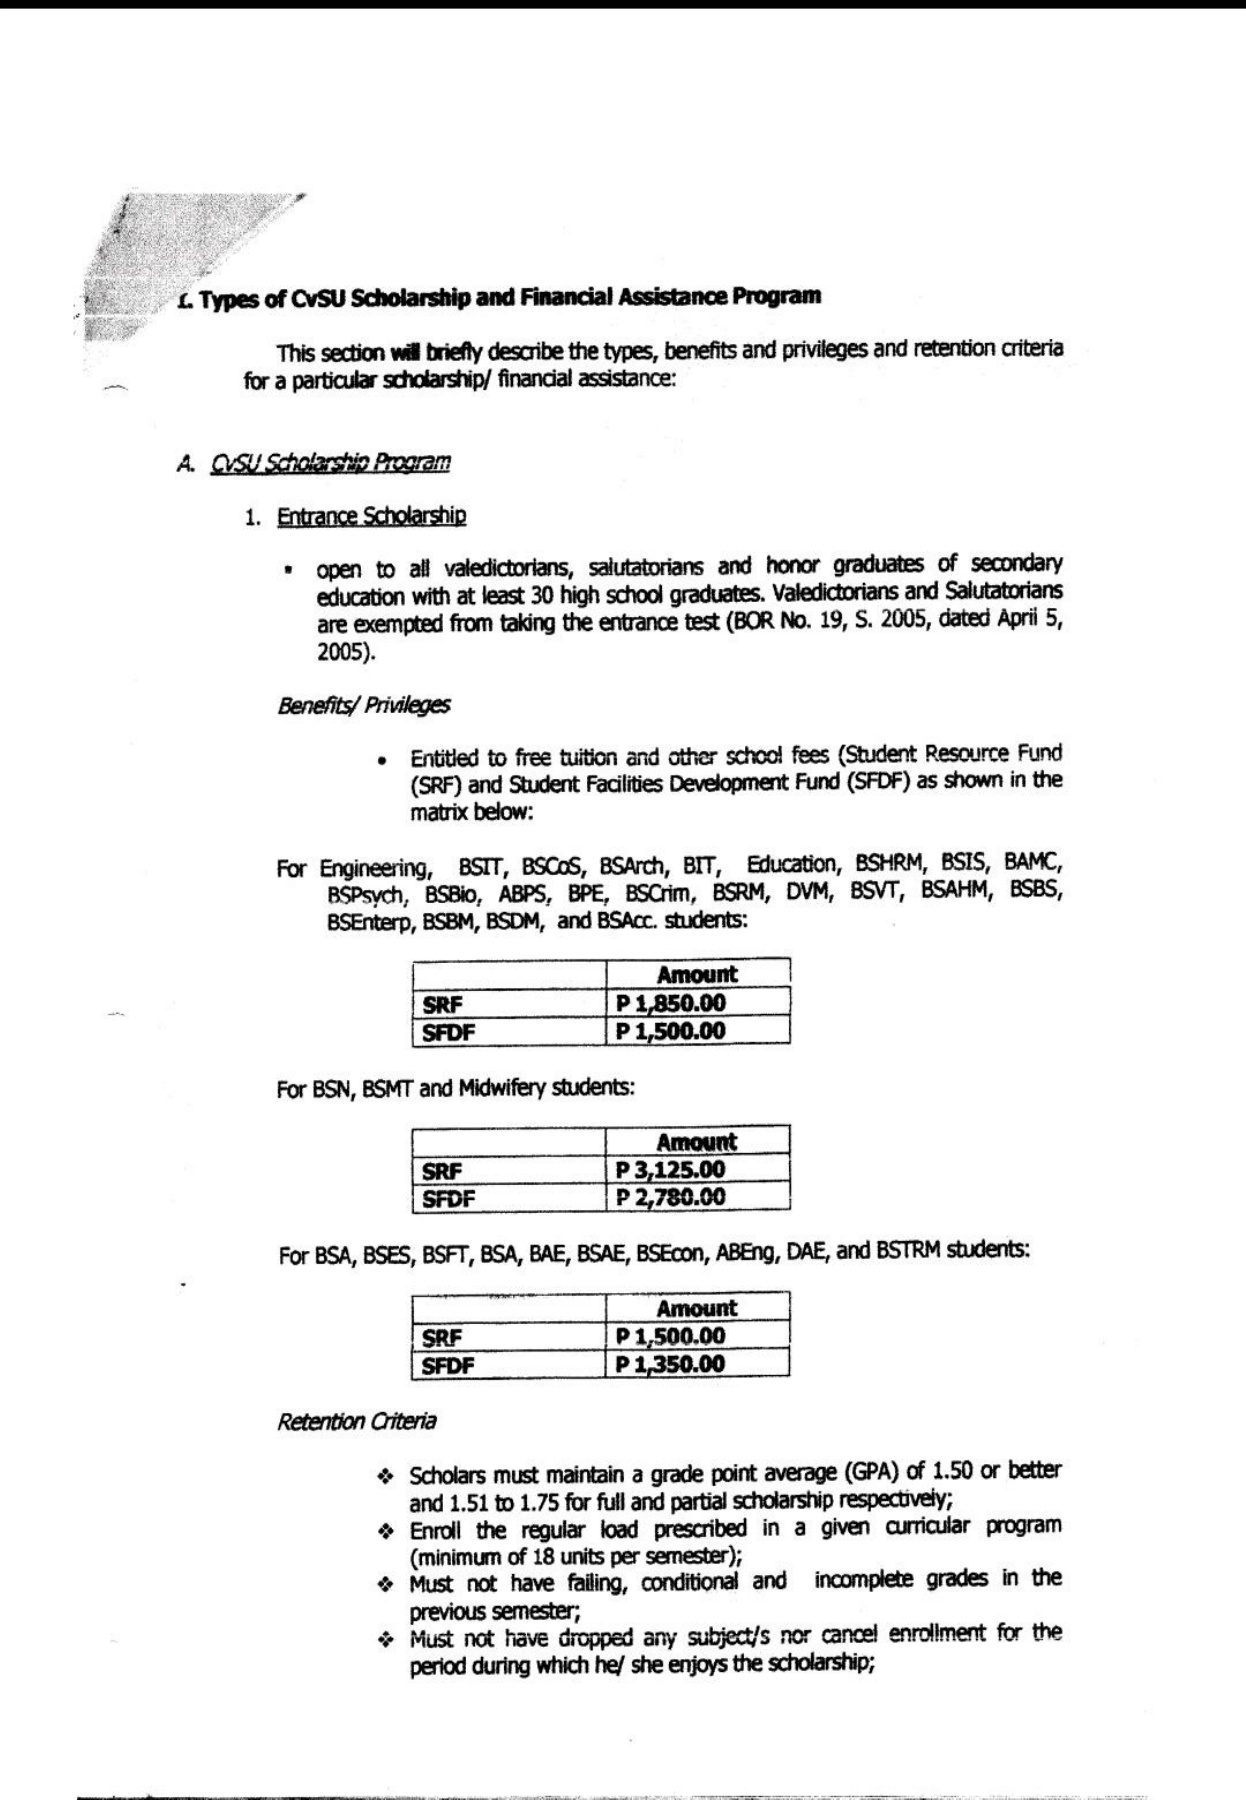 I. Types of CvSU Scholarship and Financial Assistance Program
This section will briefly describe the types, benefits and privileges and retention criteria
for a particular scholarship/ financial assistance:
A. CvSU Scholarship Program
1. Entrance Scholarship
▪ open to all valedictorians, salutatorians and honor graduates of secondary
education with at least 30 high school graduates. Valedictorians and Salutatorians
are exempted from taking the entrance test (BOR No. 19, S. 2005, dated April 5,
2005).
Benefits/ Privileges
• Entitled to free tuition and other school fees (Student Resource Fund
(SRF) and Student Facilities Development Fund (SFDF) as shown in the
matrix below:
For Engineering, BSIT, BSCoS, BSArch, BIT, Education, BSHRM, BSIS, BAMC,
BSPsych, BSBio, ABPS, BPE, BSCrim, BSRM, DVM, BSVT, BSAHM, BSBS,
BSEnterp, BSBM, BSDM, and BSAcc. students:
Amount
SRF P 1,850.00
SFDF P 1,500.00
For BSN, BSMT and Midwifery students:
Amount
SRF P 3,125.00
SFDF P 2,780.00
For BSA, BSES, BSFT, BSA, BAE, BSAE, BSEcon, ABEng, DAE, and BSTRM students:
Amount
SRF P 1,500.00
SFDF P 1,350.00
Retention Criteria
❖ Scholars must maintain a grade point average (GPA) of 1.50 or better
and 1.51 to 1.75 for full and partial scholarship respectively;
❖ Enroll the regular load prescribed in a given curricular program
(minimum of 18 units per semester);
❖ Must not have failing, conditional and incomplete grades in the
previous semester;
❖ Must not have dropped any subject/s nor cancel enrollment for the
period during which he/ she enjoys the scholarship;